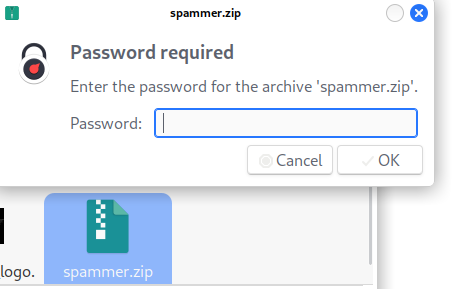 spammer.zip
Password required
Enter the password for the archive 'spammer.zip'.
Password:
Cancel OK
logo. spammer.zip